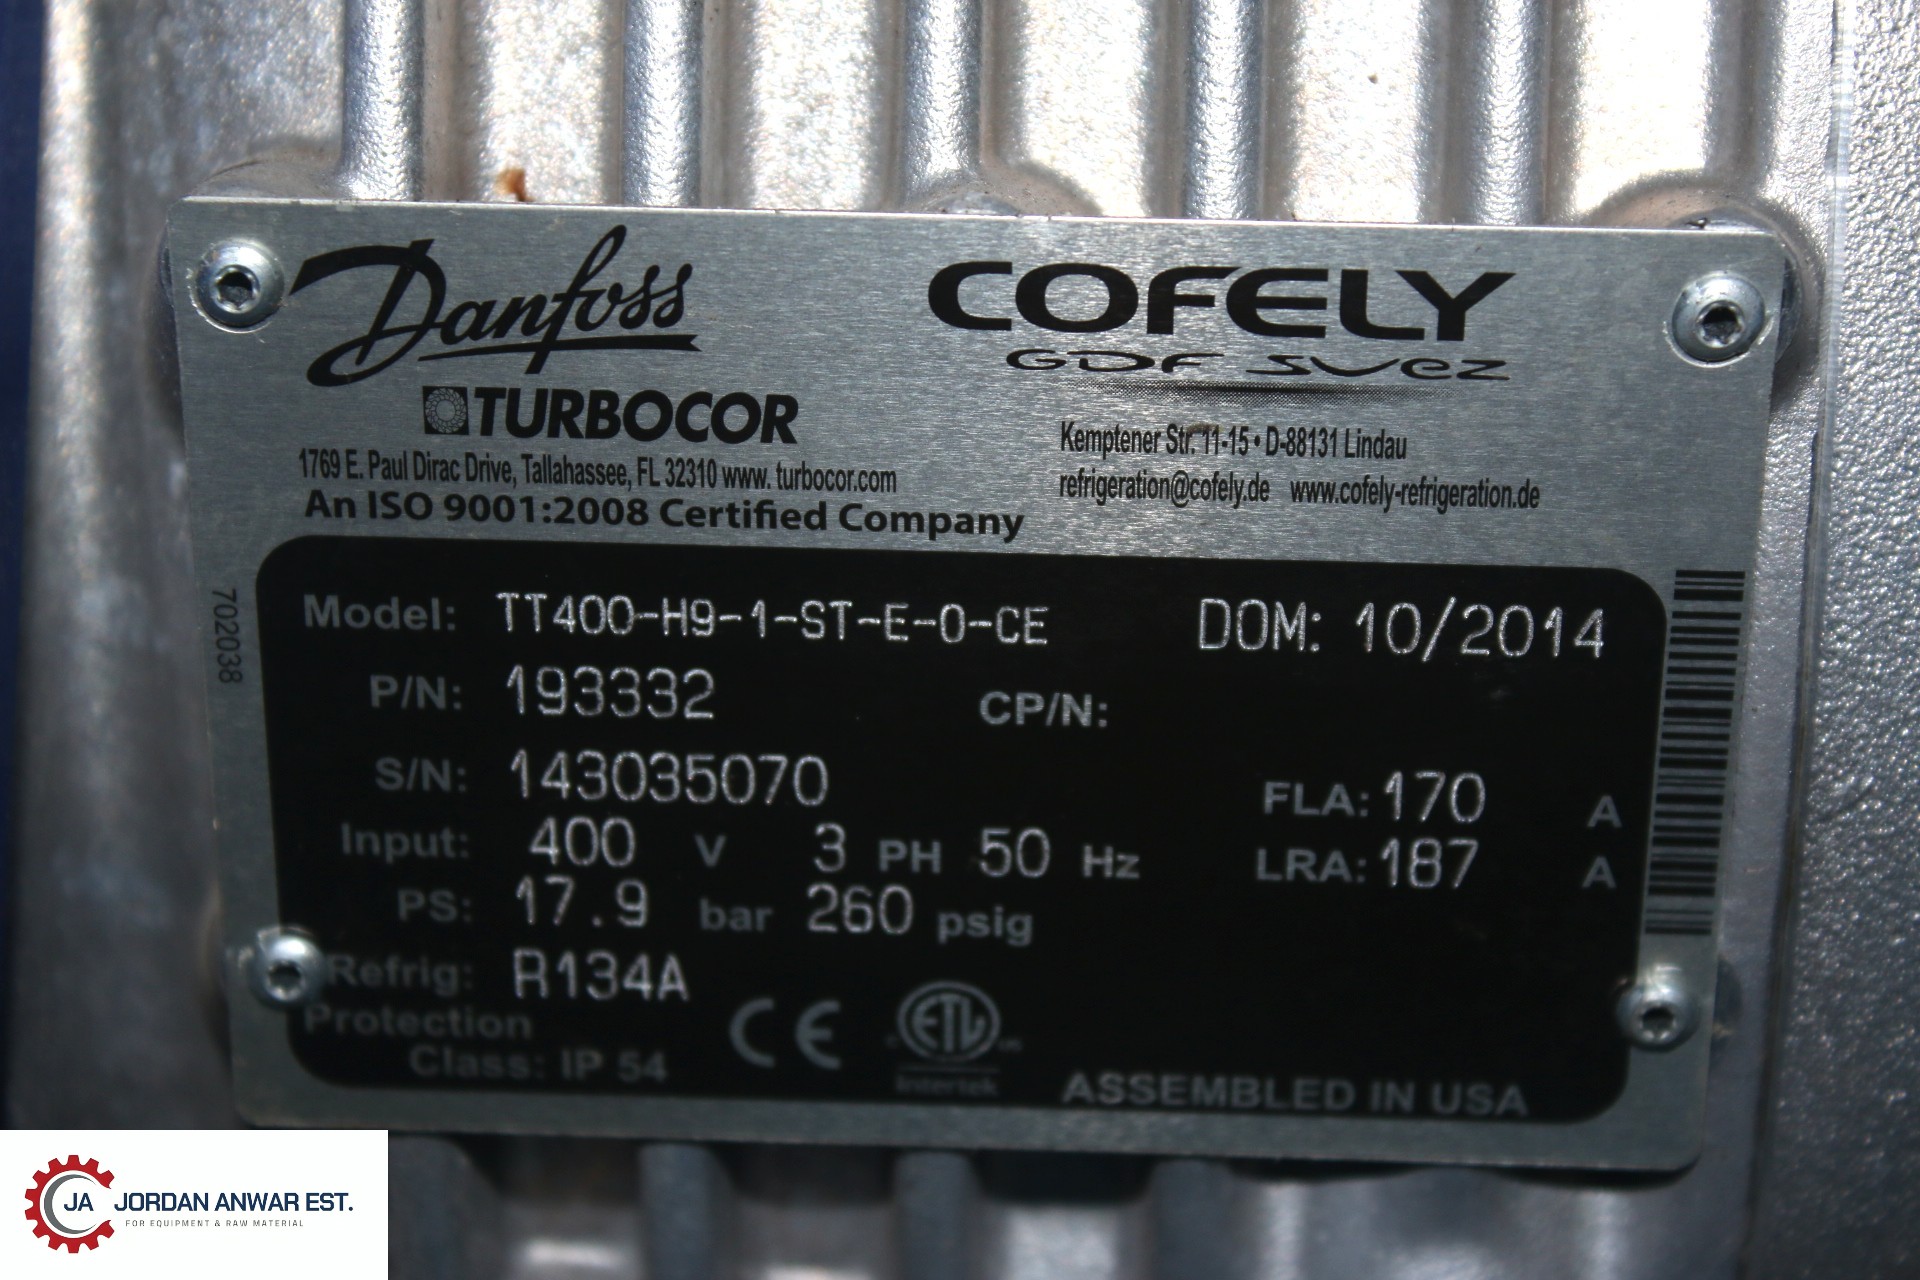 Danfoss
TURBOCOR
1769 E. Paul Dirac Drive, Tallahassee, FL 32310 www. turbocor.com
An ISO 9001:2008 Certified Company
COFELY
GDF SUEZ
Kemptener Str. 11-15 • D-88131 Lindau
refrigeration@cofely.de www.cofely-refrigeration.de
702038
Model: TT400-H9-1-ST-E-0-CE DOM: 10/2014
P/N: 193332 CP/N:
S/N: 143035070 FLA: 170 A
Input: 400 V 3 PH 50 Hz LRA: 187 A
PS: 17.9 bar 260 psig
Refrig: R134A
Protection
Class: IP 54
CE
ETL
Intertek
ASSEMBLED IN USA
JA JORDAN ANWAR EST.
FOR EQUIPMENT & RAW MATERIAL